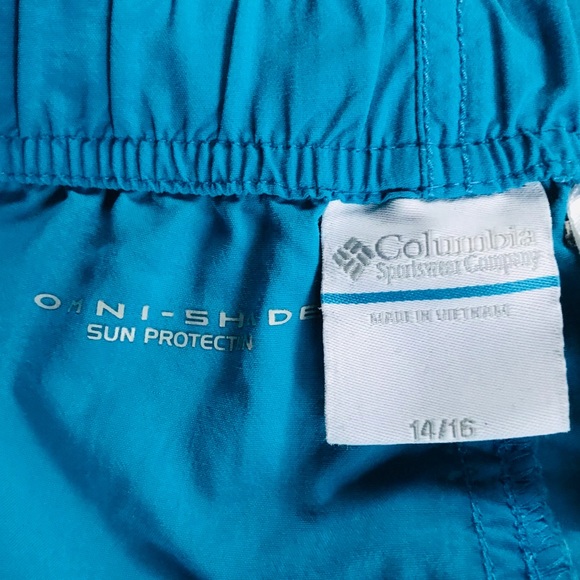 Columbia
Sportswear Company
MADE IN VIETNAM
OMNI-SHADE
SUN PROTECTION
14/16